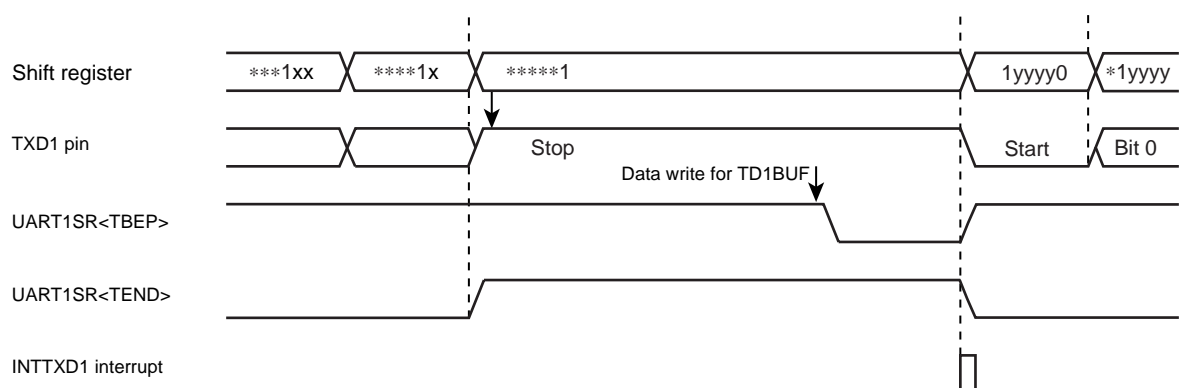 Shift register ***1xx ****1x *****1 1yyyy0 *1yyyy
TXD1 pin Stop Start Bit 0
Data write for TD1BUF
UART1SR<TBEP>
UART1SR<TEND>
INTTXD1 interrupt